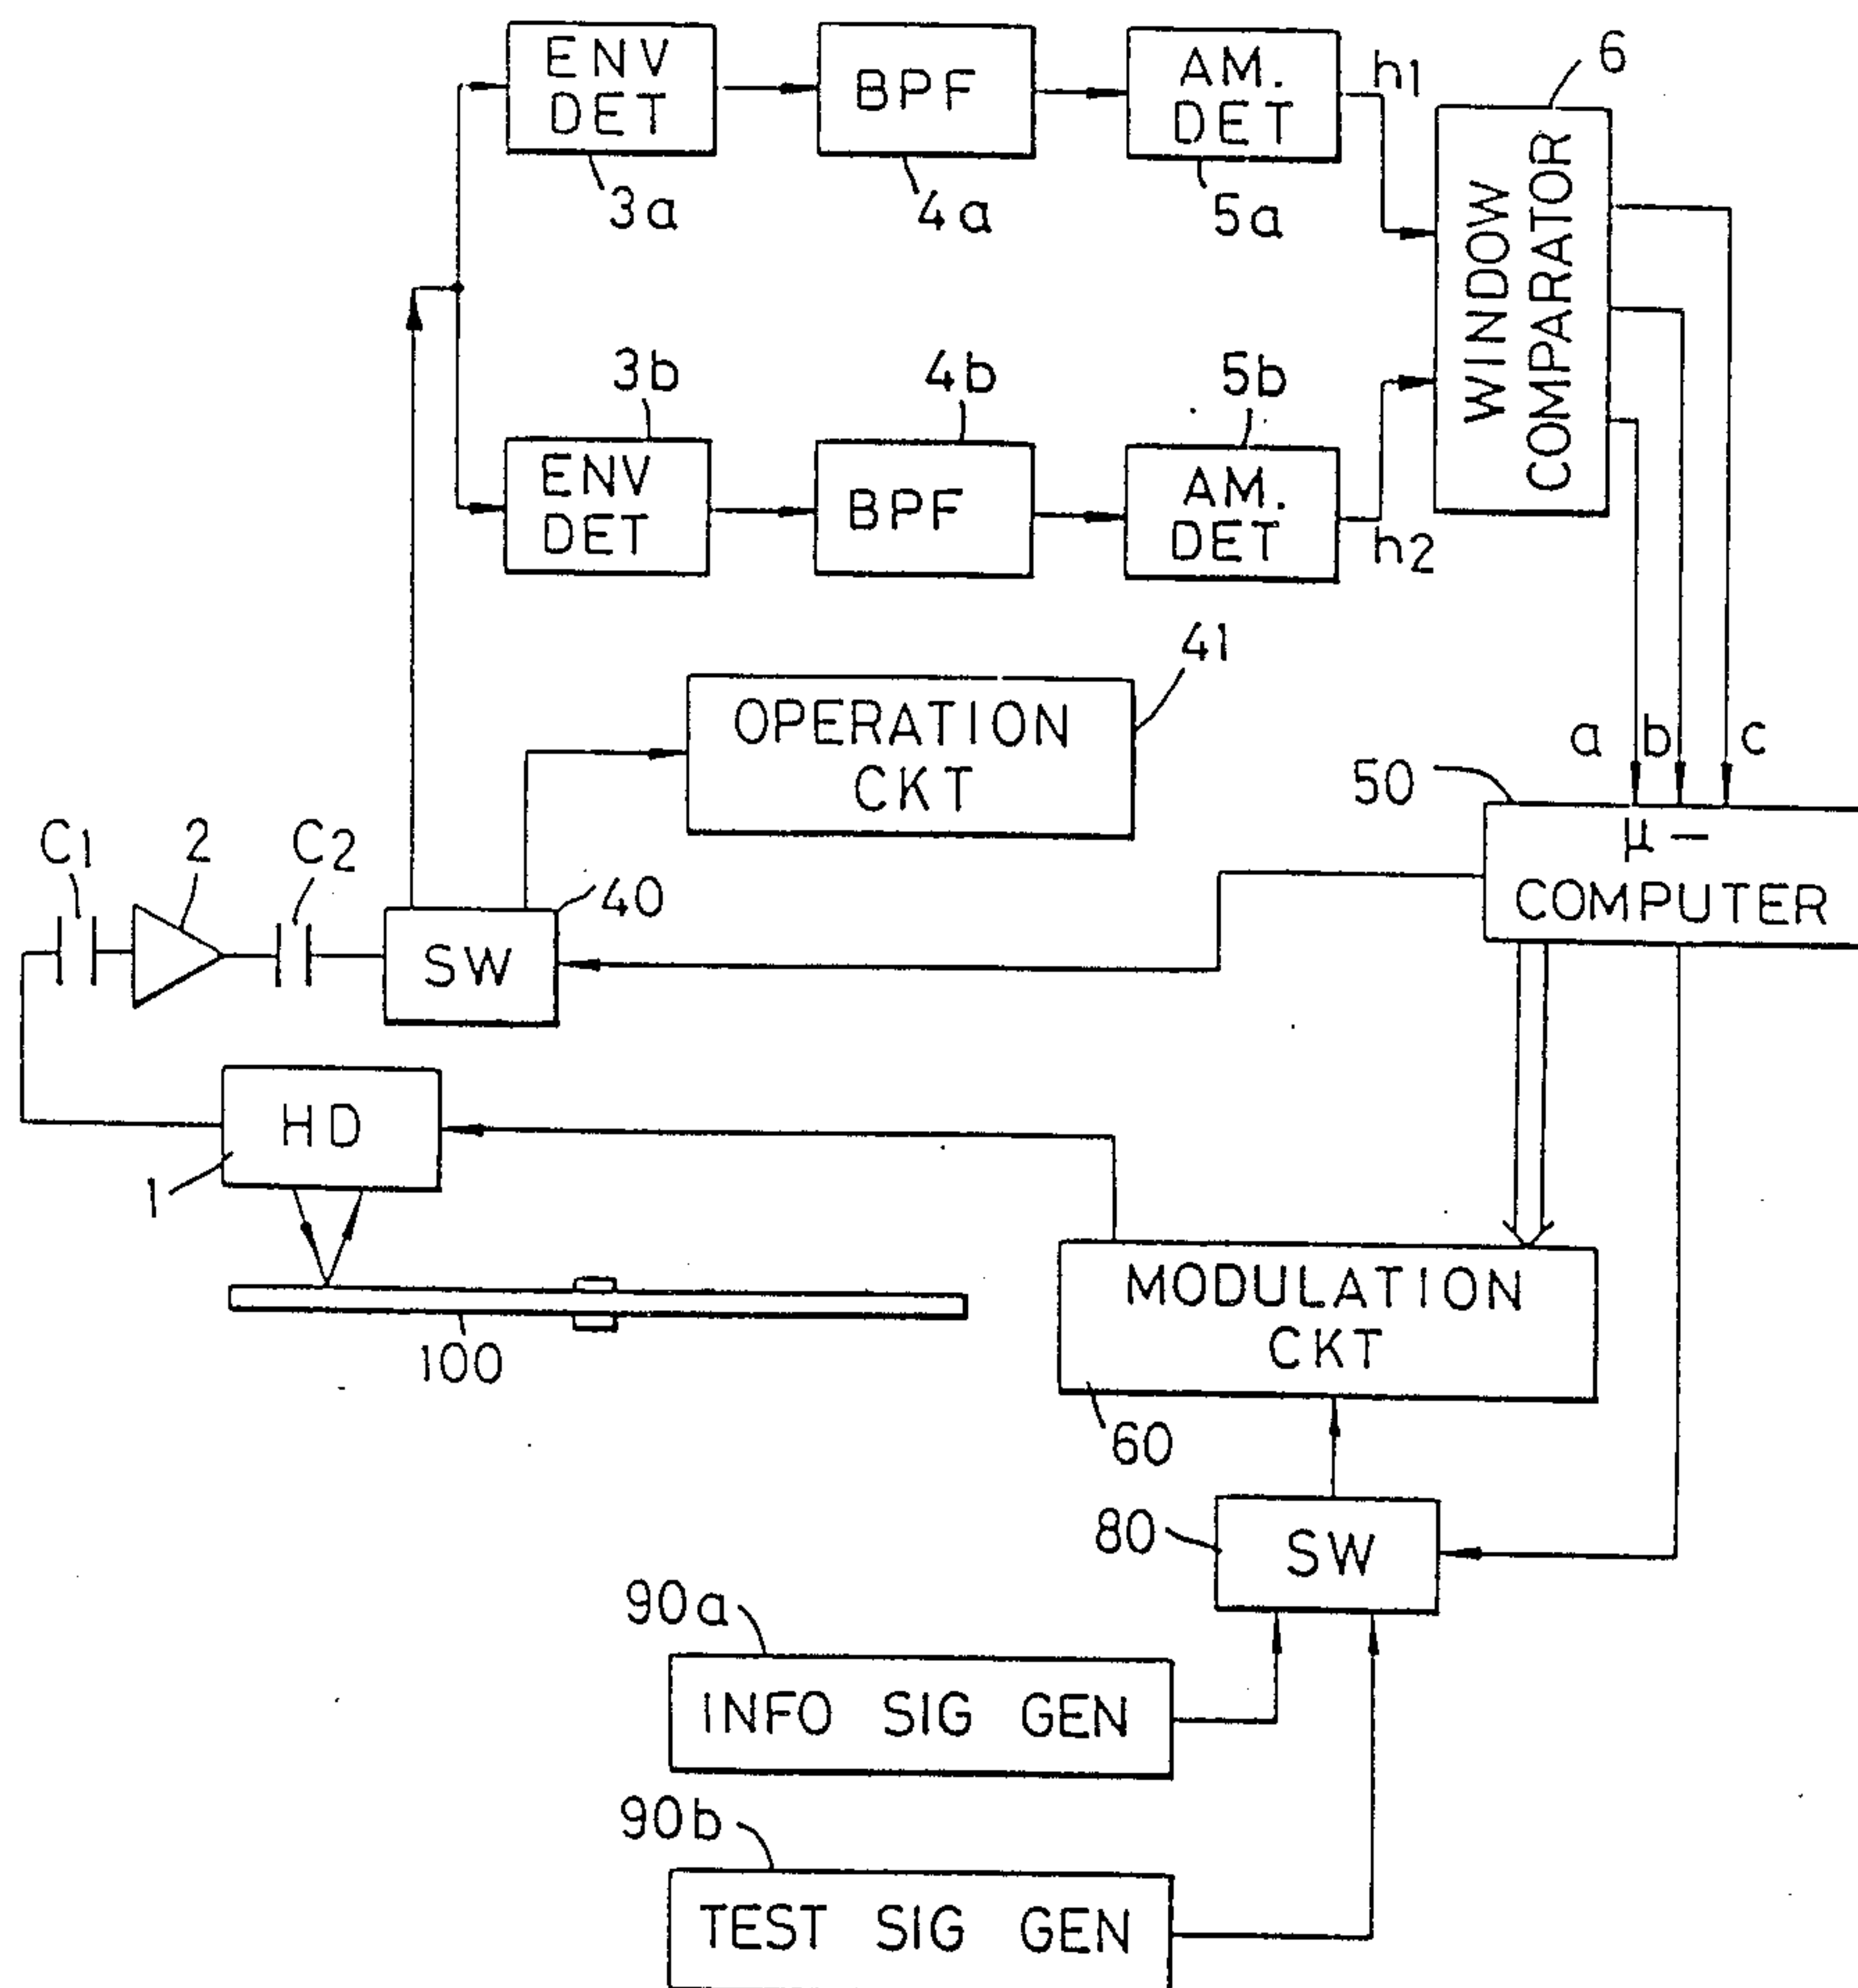 ENV
DET
BPF
AM.
DET
h1
6
3a
4a
5a
WINDOW
COMPARATOR
3b
4b
5b
ENV
DET
BPF
AM.
DET
h2
41
OPERATION
CKT
a
b
c
50
μ-
COMPUTER
C1
2
C2
40
SW
HD
1
100
MODULATION
CKT
60
80
SW
90a
INFO SIG GEN
90b
TEST SIG GEN